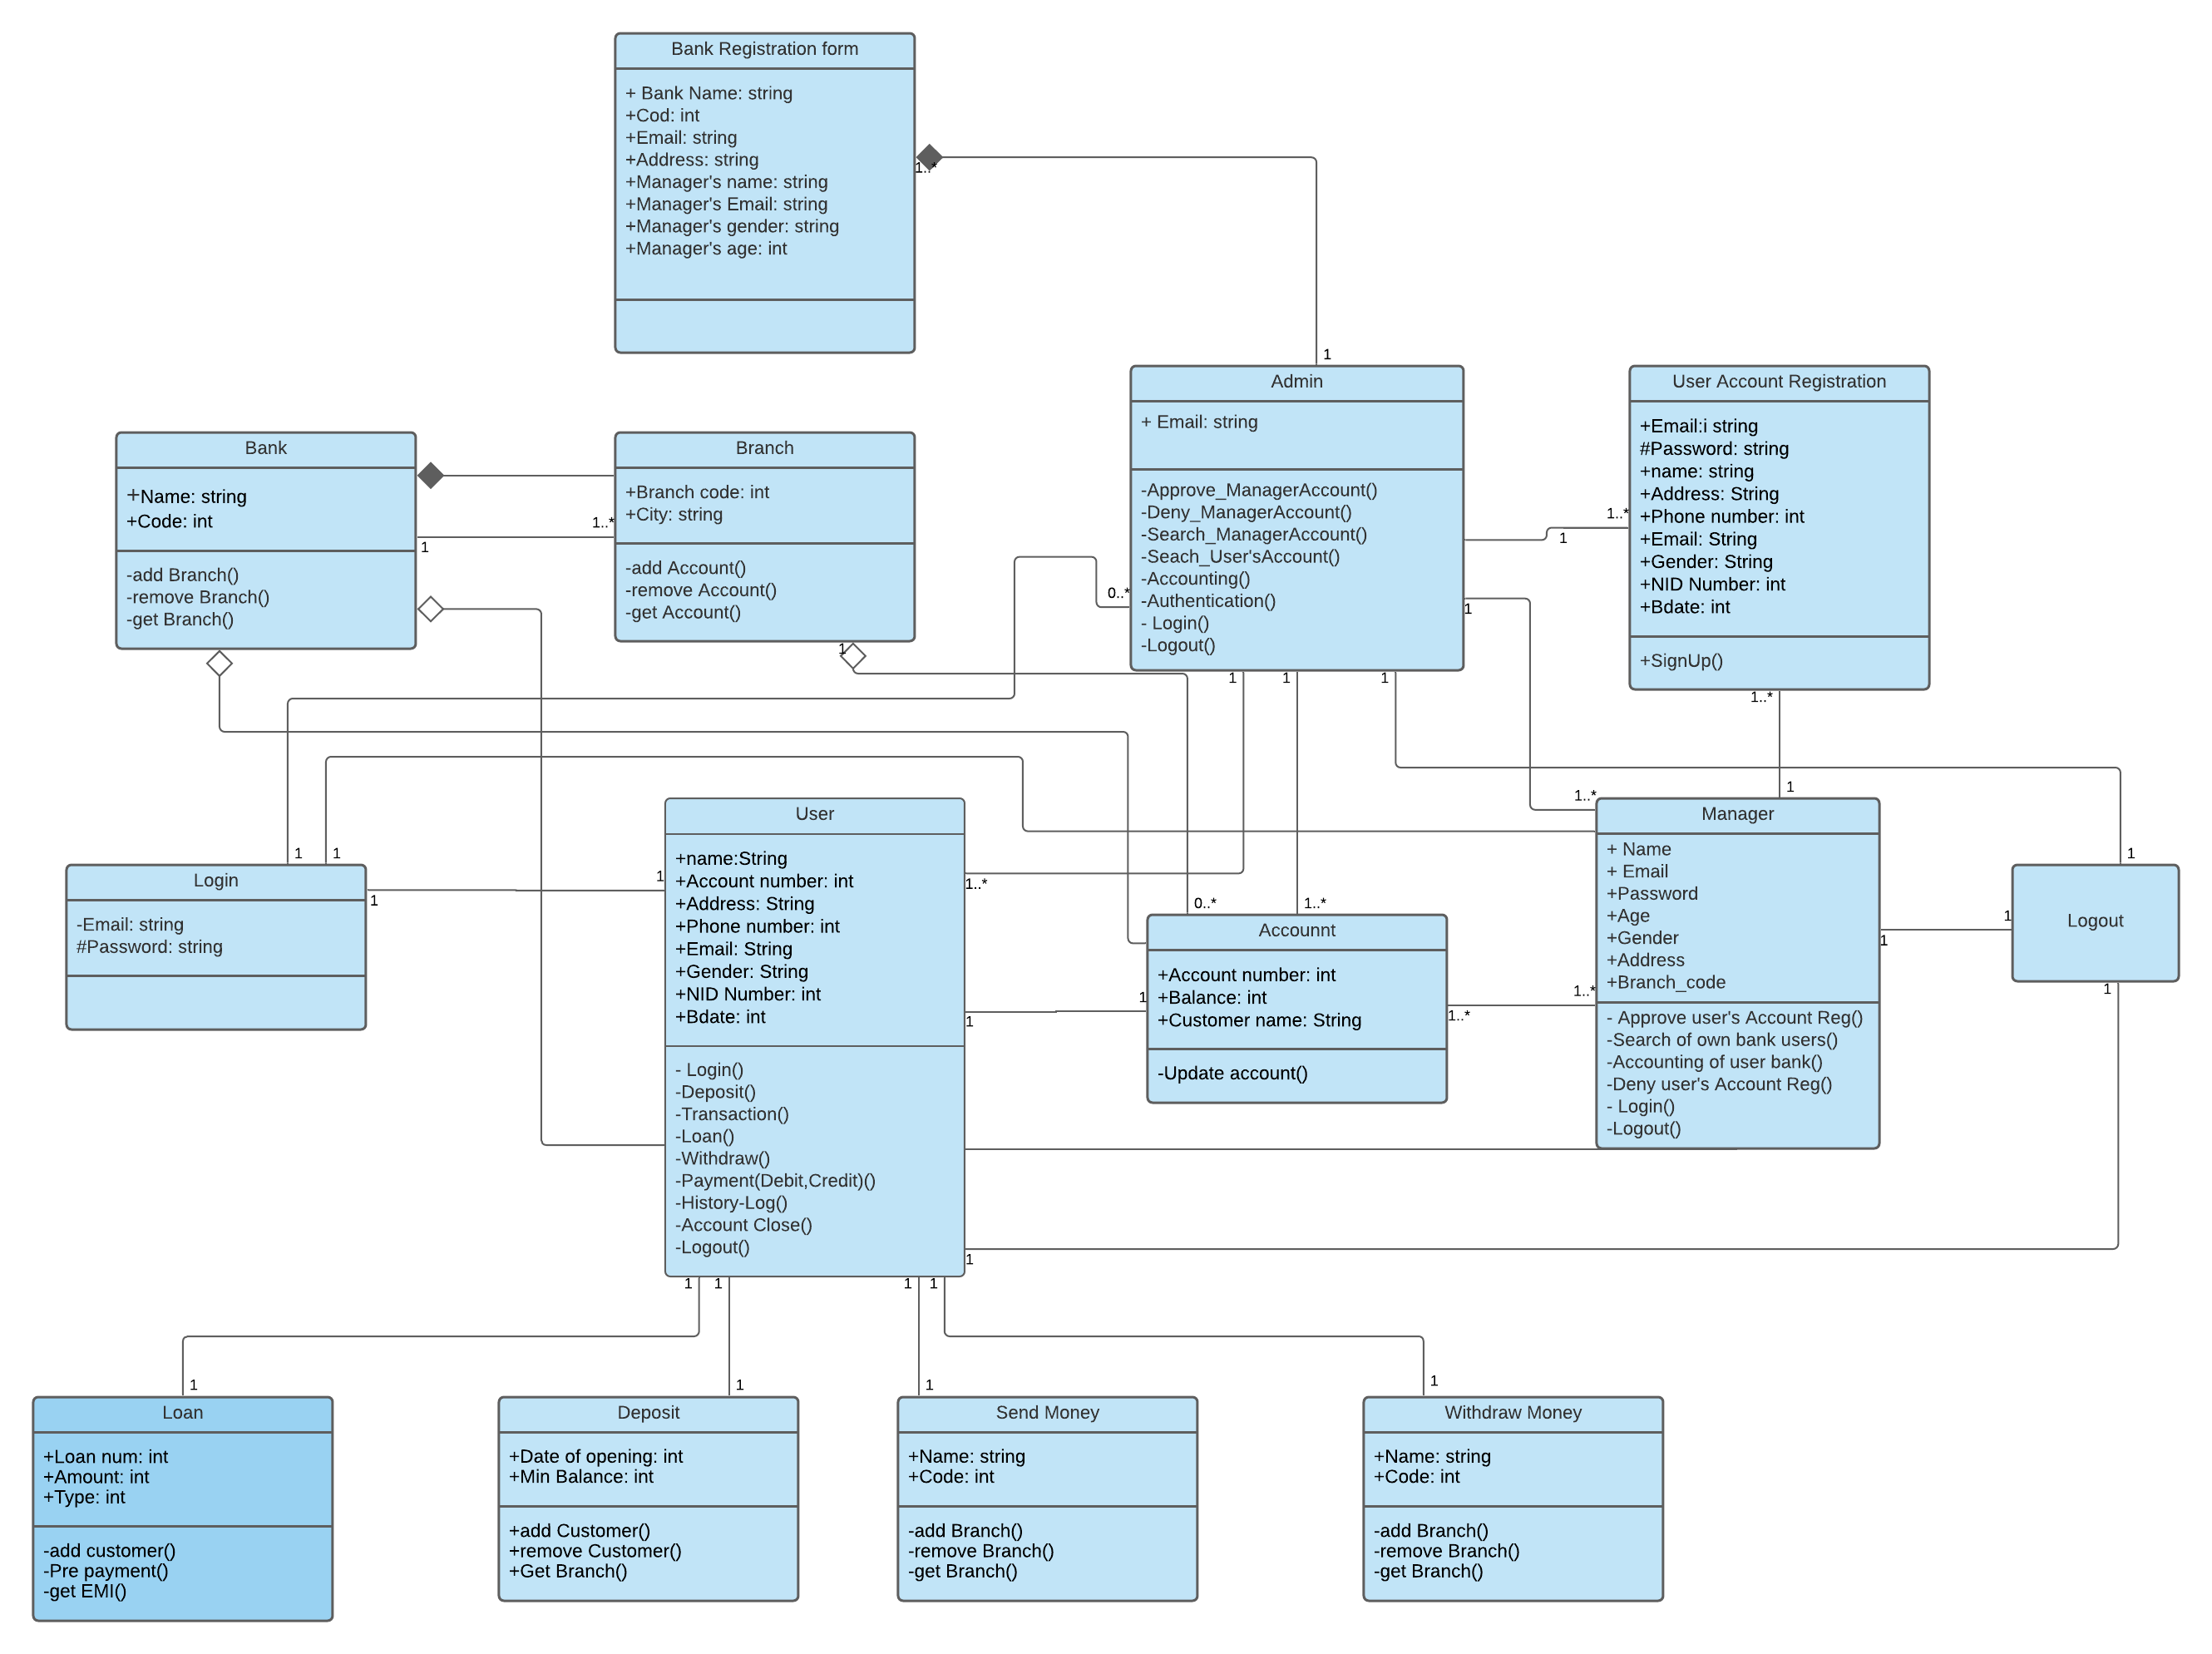 Bank Registration form
+ Bank Name: string
+Cod: int
+Email: string
+Address: string
+Manager's name: string
+Manager's Email: string
+Manager's gender: string
+Manager's age: int
1..*
1
Admin
+ Email: string
-Approve_ManagerAccount()
-Deny_ManagerAccount()
-Search_ManagerAccount()
-Seach_User'sAccount()
-Accounting()
-Authentication()
- Login()
-Logout()
User Account Registration
+Email:i string
#Password: string
+name: string
+Address: String
+Phone number: int
+Email: String
+Gender: String
+NID Number: int
+Bdate: int
+SignUp()
Bank
+Name: string
+Code: int
-add Branch()
-remove Branch()
-get Branch()
Branch
+Branch code: int
+City: string
-add Account()
-remove Account()
-get Account()
1..*
1
1..*
1
0..*
1
1
1
1
1
1..*
1..*
1
User
+name:String
+Account number: int
+Address: String
+Phone number: int
+Email: String
+Gender: String
+NID Number: int
+Bdate: int
- Login()
-Deposit()
-Transaction()
-Loan()
-Withdraw()
-Payment(Debit,Credit)()
-History-Log()
-Account Close()
-Logout()
Manager
+ Name
+ Email
+Password
+Age
+Gender
+Address
+Branch_code
- Approve user's Account Reg()
-Search of own bank users()
-Accounting of user bank()
-Deny user's Account Reg()
- Login()
-Logout()
1
1
1
Login
-Email: string
#Password: string
1
1
1..*
0..*
1..*
Accounnt
+Account number: int
+Balance: int
+Customer name: String
-Update account()
1
1
1..*
1..*
1
1
Logout
1
1
1
1
1
1
1
1
1
1
Loan
+Loan num: int
+Amount: int
+Type: int
-add customer()
-Pre payment()
-get EMI()
Deposit
+Date of opening: int
+Min Balance: int
+add Customer()
+remove Customer()
+Get Branch()
Send Money
+Name: string
+Code: int
-add Branch()
-remove Branch()
-get Branch()
Withdraw Money
+Name: string
+Code: int
-add Branch()
-remove Branch()
-get Branch()